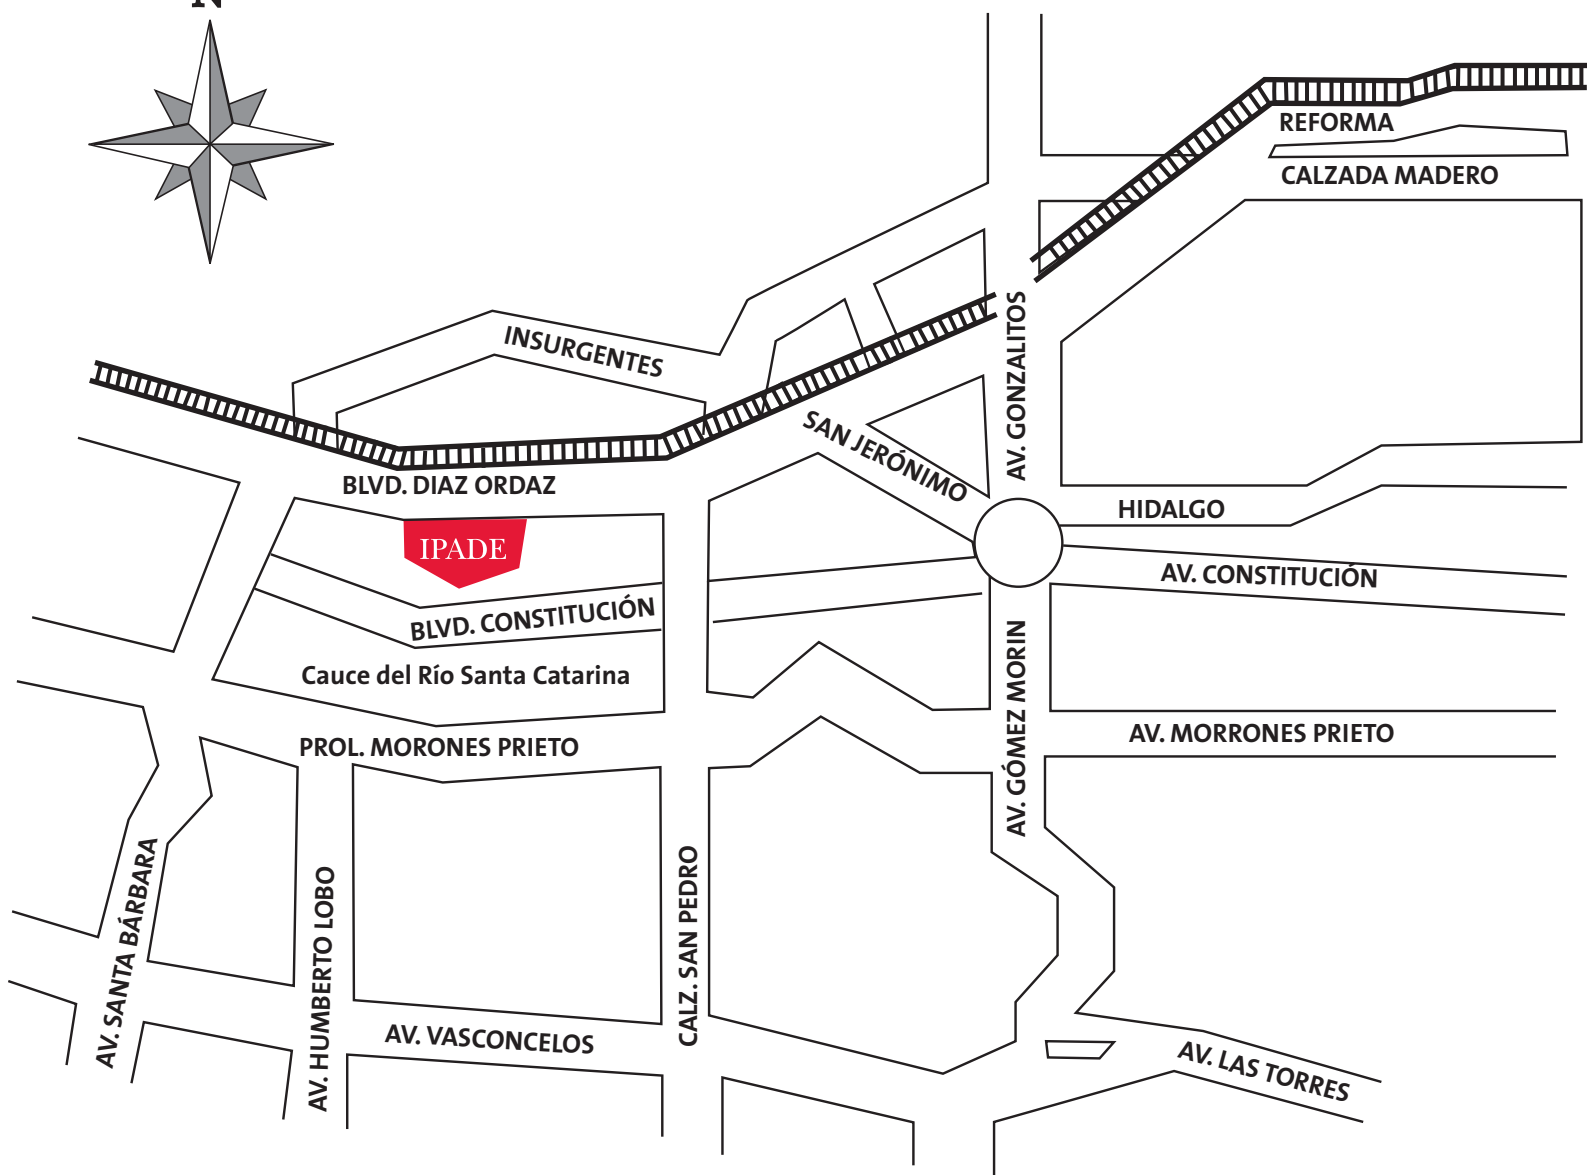 N
REFORMA
CALZADA MADERO
INSURGENTES
AV. GONZALITOS
SAN JERÓNIMO
BLVD. DIAZ ORDAZ
HIDALGO
IPADE
AV. CONSTITUCIÓN
BLVD. CONSTITUCIÓN
Cauce del Río Santa Catarina
AV. GÓMEZ MORIN
PROL. MORONES PRIETO
AV. MORRONES PRIETO
AV. SANTA BÁRBARA
AV. HUMBERTO LOBO
CALZ. SAN PEDRO
AV. VASCONCELOS
AV. LAS TORRES